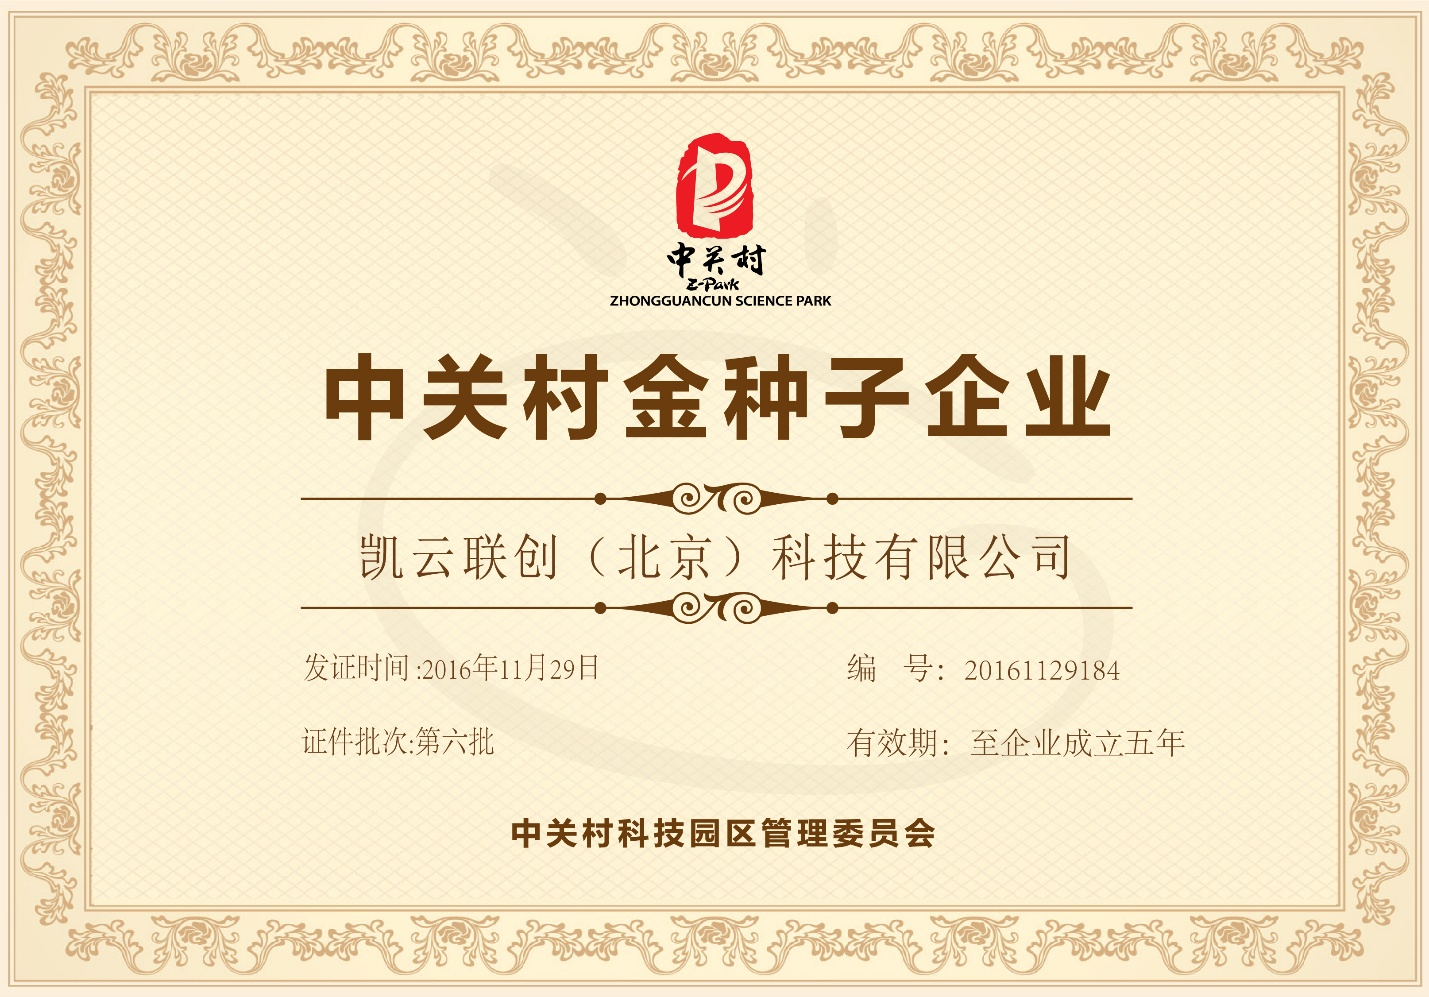 中关村
Z-Park
ZHONGGUANCUN SCIENCE PARK
中关村金种子企业
凯云联创（北京）科技有限公司
发证时间:2016年11月29日
编 号：20161129184
证件批次:第六批
有效期：至企业成立五年
中关村科技园区管理委员会